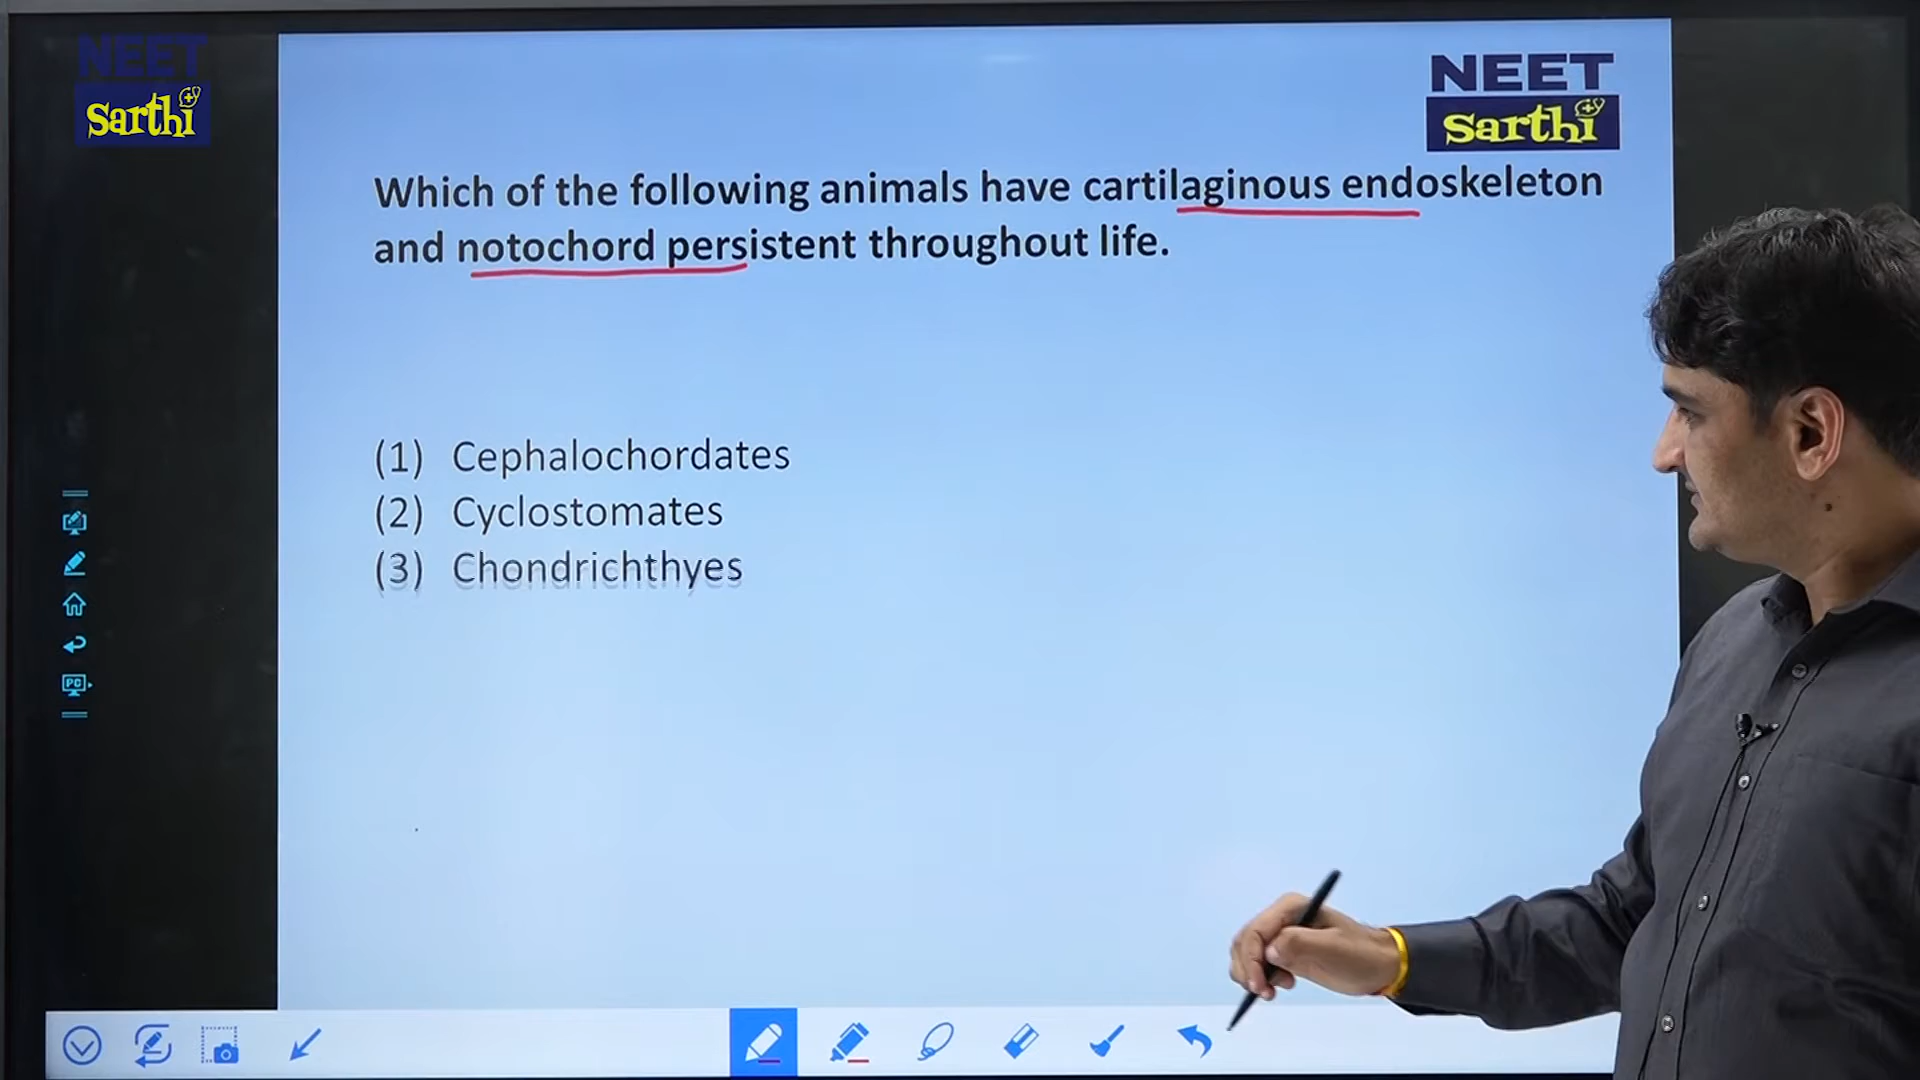 NEET
Sarthi
NEET
Sarthi
Which of the following animals have cartilaginous endoskeleton
and notochord persistent throughout life.
(1) Cephalochordates
(2) Cyclostomates
(3) Chondrichthyes
PC